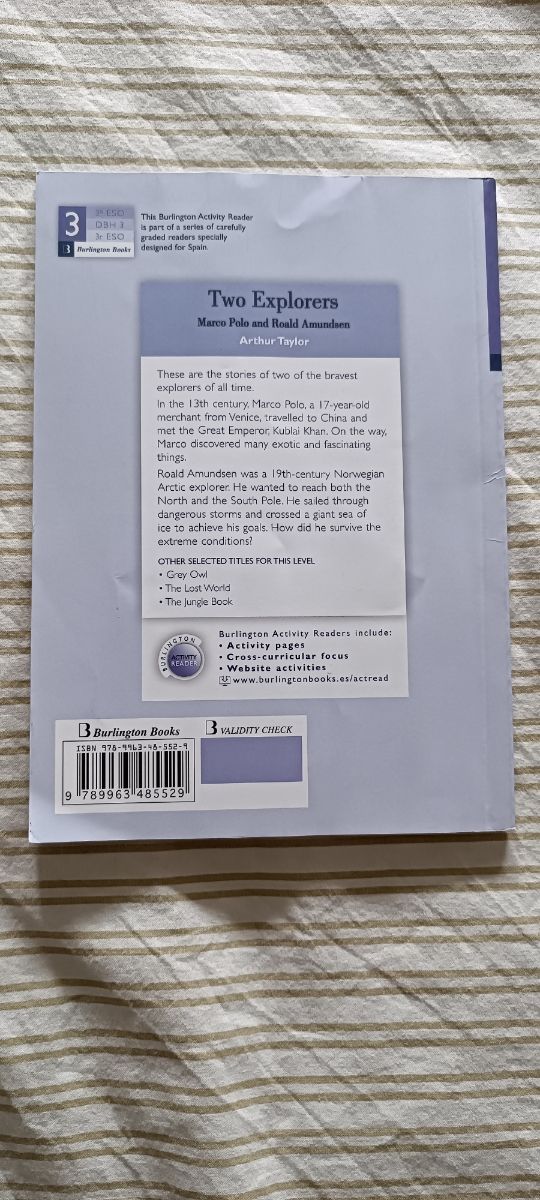 3
3º ESO
DBH 3
3r ESO
B Burlington Books
This Burlington Activity Reader
is part of a series of carefully
graded readers specially
designed for Spain.
Two Explorers
Marco Polo and Roald Amundsen
Arthur Taylor
These are the stories of two of the bravest
explorers of all time.
In the 13th century, Marco Polo, a 17-year-old
merchant from Venice, travelled to China and
met the Great Emperor, Kublai Khan. On the way,
Marco discovered many exotic and fascinating
things.
Roald Amundsen was a 19th-century Norwegian
Arctic explorer. He wanted to reach both the
North and the South Pole. He sailed through
dangerous storms and crossed a giant sea of
ice to achieve his goals. How did he survive the
extreme conditions?
OTHER SELECTED TITLES FOR THIS LEVEL
• Grey Owl
• The Lost World
• The Jungle Book
BURLINGTON
ACTIVITY
READER
Burlington Activity Readers include:
• Activity pages
• Cross-curricular focus
• Website activities
www.burlingtonbooks.es/actread
B Burlington Books
ISBN 978-9963-48-552-9
9 789963 485529
B VALIDITY CHECK